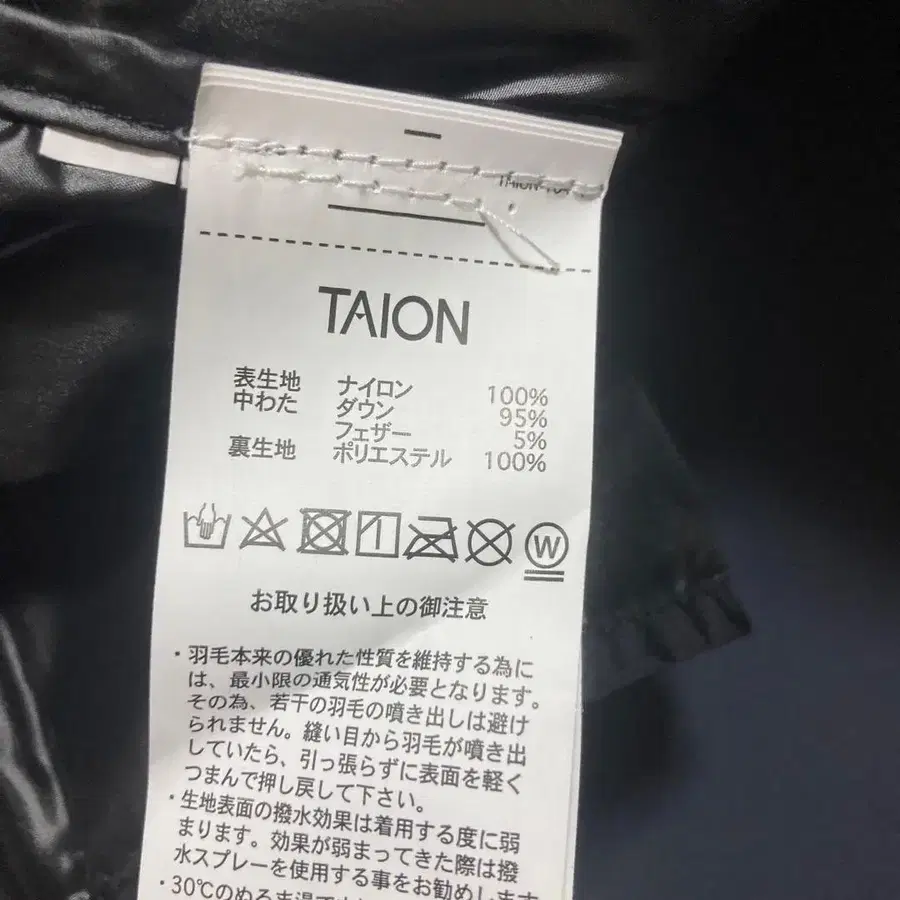 TAION
表生地 ナイロン 100%
中わた ダウン 95%
フェザー 5%
裏生地 ポリエステル 100%
W
お取り扱い上の御注意
・羽毛本来の優れた性質を維持する為に
は、最小限の通気性が必要となります。
その為、若干の羽毛の噴き出しは避け
られません。縫い目から羽毛が噴き出
していたら、引っ張らずに表面を軽く
つまんで押し戻して下さい。
・生地表面の撥水効果は着用する度に弱
まります。効果が弱まってきた際は撥
水スプレーを使用する事をお勧めします
・30℃のぬるま湯で